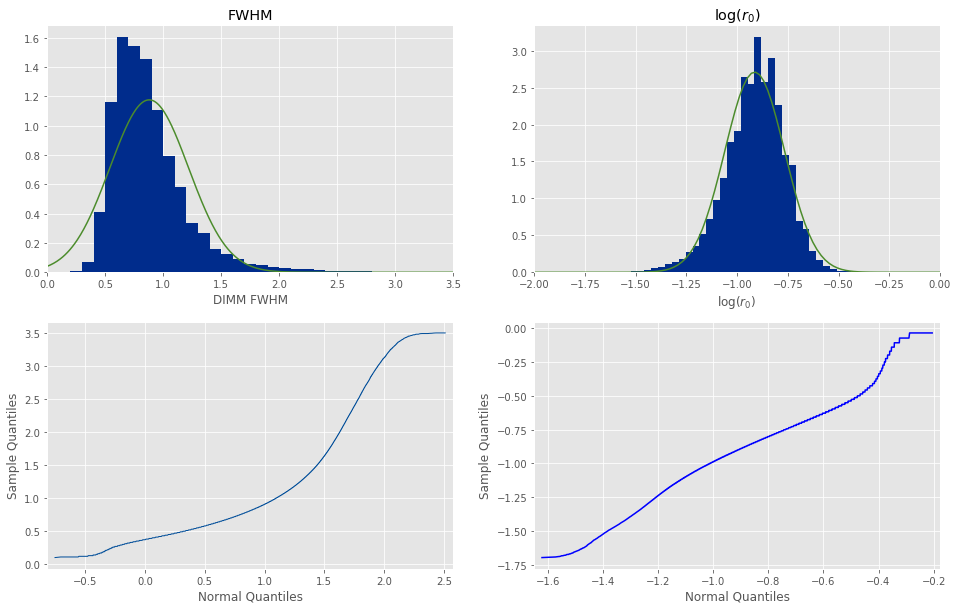 FWHM
1.6
1.4
1.2
1.0
0.8
0.6
0.4
0.2
0.0
0.0 0.5 1.0 1.5 2.0 2.5 3.0 3.5
DIMM FWHM
log(r₀)
3.0
2.5
2.0
1.5
1.0
0.5
0.0
−2.00 −1.75 −1.50 −1.25 −1.00 −0.75 −0.50 −0.25 0.00
log(r₀)
Sample Quantiles
3.5
3.0
2.5
2.0
1.5
1.0
0.5
0.0
−0.5 0.0 0.5 1.0 1.5 2.0 2.5
Normal Quantiles
Sample Quantiles
0.00
−0.25
−0.50
−0.75
−1.00
−1.25
−1.50
−1.75
−1.6 −1.4 −1.2 −1.0 −0.8 −0.6 −0.4 −0.2
Normal Quantiles